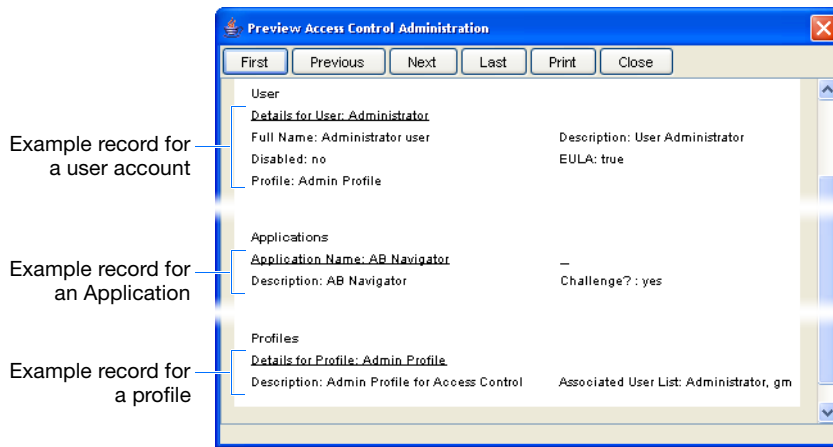 Preview Access Control Administration
First Previous Next Last Print Close
User
Details for User: Administrator
Full Name: Administrator user Description: User Administrator
Disabled: no EULA: true
Profile: Admin Profile
Example record for
a user account
Applications
Application Name: AB Navigator _
Description: AB Navigator Challenge? : yes
Example record for
an Application
Profiles
Details for Profile: Admin Profile
Description: Admin Profile for Access Control Associated User List: Administrator, gm
Example record for
a profile